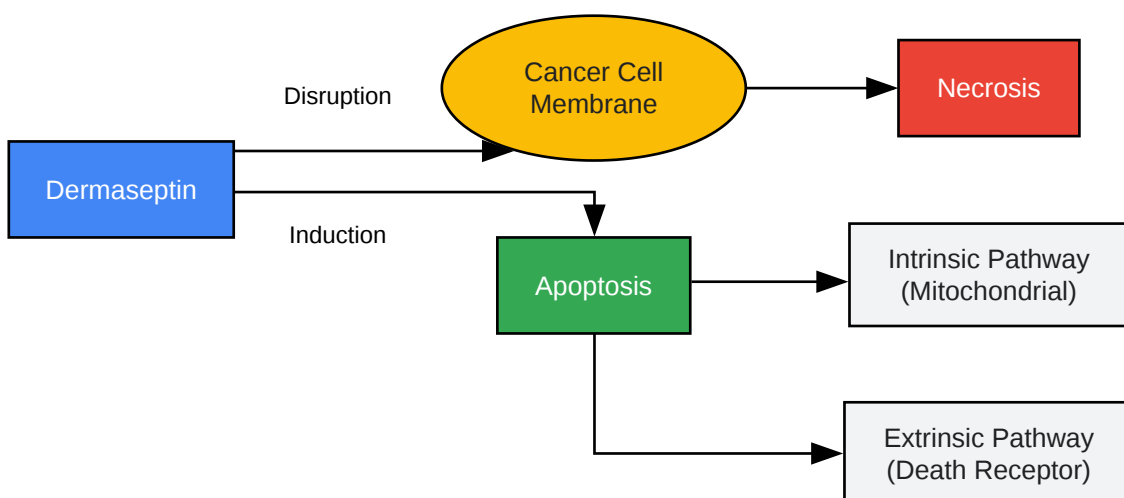 Cancer Cell
Membrane
Necrosis
Disruption
Dermaseptin
Induction
Apoptosis
Intrinsic Pathway
(Mitochondrial)
Extrinsic Pathway
(Death Receptor)